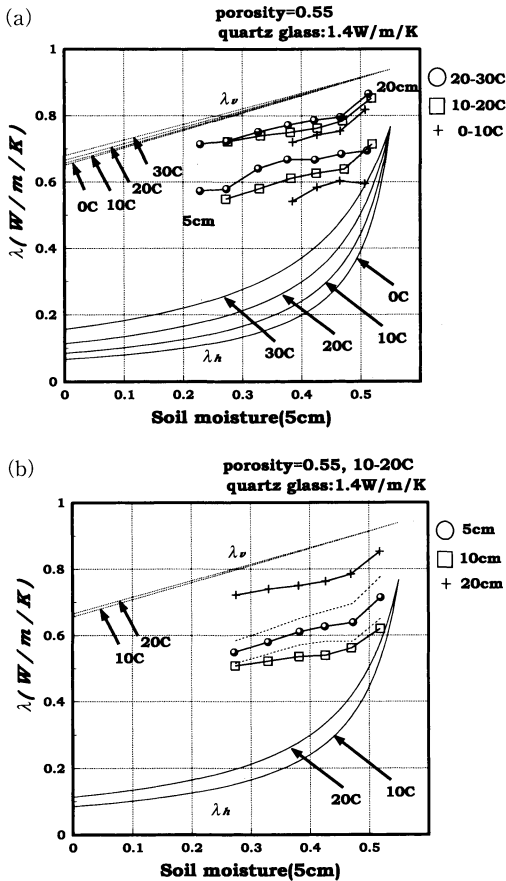 (a)
porosity=0.55
quartz glass:1.4W/m/K
λ(W/m/K)
1
0.8
0.6
0.4
0.2
0
λv
20cm
30C
20C
10C
0C
5cm
0C
10C
20C
30C
λh
20-30C
10-20C
0-10C
0
0.1
0.2
0.3
0.4
0.5
Soil moisture(5cm)
(b)
porosity=0.55, 10-20C
quartz glass:1.4W/m/K
λ(W/m/K)
1
0.8
0.6
0.4
0.2
0
λv
20C
10C
10C
20C
λh
5cm
10cm
20cm
0
0.1
0.2
0.3
0.4
0.5
Soil moisture(5cm)